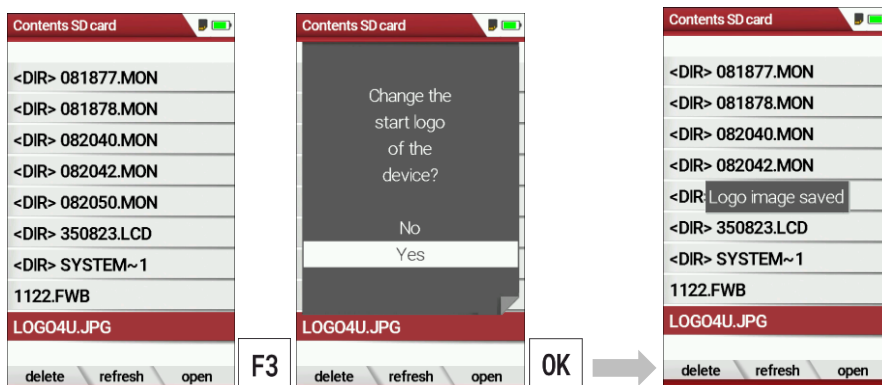 Contents SD card
<DIR> 081877.MON
<DIR> 081878.MON
<DIR> 082040.MON
<DIR> 082042.MON
<DIR> 082050.MON
<DIR> 350823.LCD
<DIR> SYSTEM~1
1122.FWB
LOGO4U.JPG
delete refresh open
F3
Contents SD card
Change the
start logo
of the
device?
No
Yes
LOGO4U.JPG
delete refresh open
OK
Contents SD card
<DIR> 081877.MON
<DIR> 081878.MON
<DIR> 082040.MON
<DIR> 082042.MON
<DIR Logo image saved
<DIR> 350823.LCD
<DIR> SYSTEM~1
1122.FWB
LOGO4U.JPG
delete refresh open